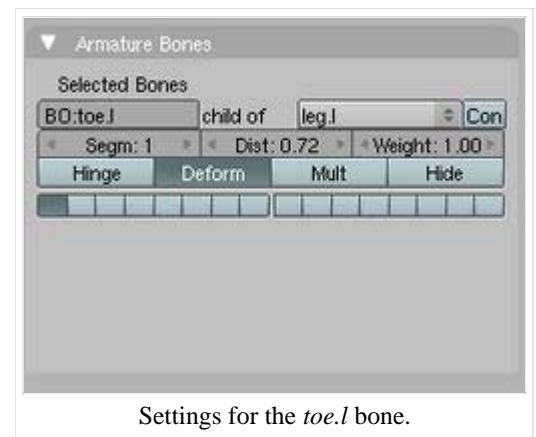 Armature Bones
Selected Bones
BO:toe.l child of leg.l Con
Segm: 1 Dist: 0.72 Weight: 1.00
Hinge Deform Mult Hide
Settings for the toe.l bone.